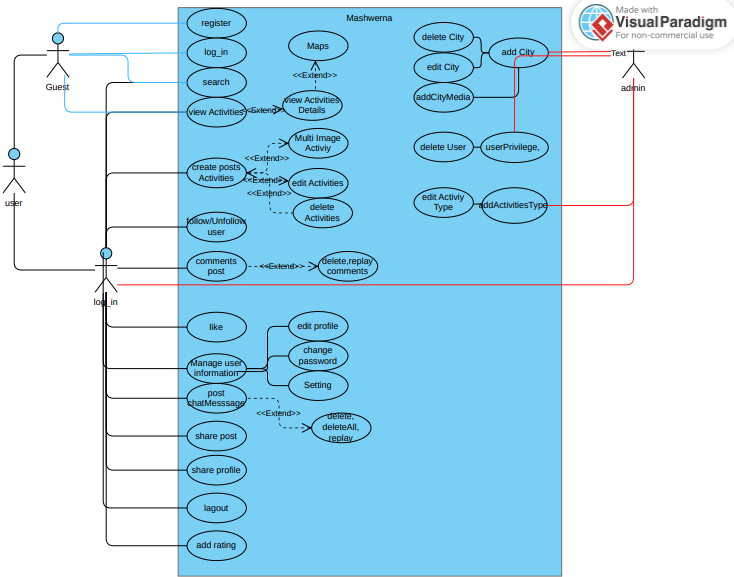 Mashwerna
Made with
VisualParadigm
For non-commercial use
register
log_in
search
view Activities
<<Extend>>
Maps
<<Extend>>
view Activities
Details
delete City
edit City
addCityMedia
add City
Text
admin
Guest
user
log_in
create posts
Activities
<<Extend>>
<<Extend>>
<<Extend>>
Multi Image
Activiy
edit Activities
delete
Activities
delete User
userPrivilege,
edit Activiy
Type
addActivitiesType
follow/Unfollow
user
comments
post
<<Extend>>
delete,replay
comments
like
Manage user
information
edit profile
change
password
Setting
post
chatMesssage
<<Extend>>
delete,
deleteAll,
replay
share post
share profile
lagout
add rating